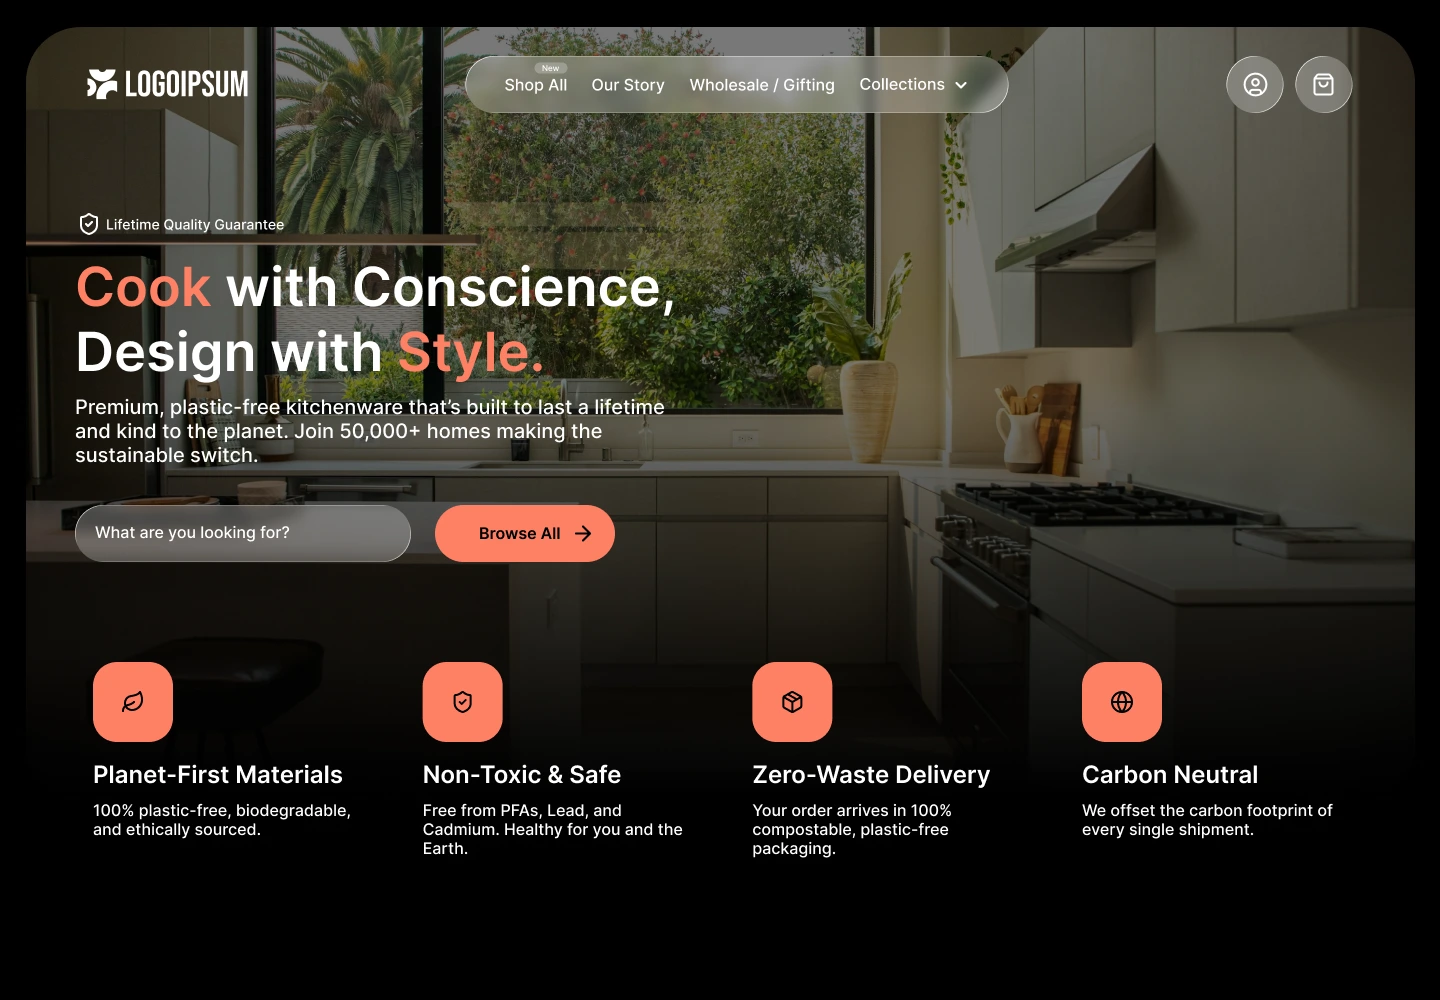 LOGOIPSUM
New
Shop All
Our Story
Wholesale / Gifting
Collections
Lifetime Quality Guarantee
Cook with Conscience,
Design with Style.
Premium, plastic-free kitchenware that’s built to last a lifetime
and kind to the planet. Join 50,000+ homes making the
sustainable switch.
What are you looking for?
Browse All
Planet-First Materials
100% plastic-free, biodegradable,
and ethically sourced.
Non-Toxic & Safe
Free from PFAs, Lead, and
Cadmium. Healthy for you and the
Earth.
Zero-Waste Delivery
Your order arrives in 100%
compostable, plastic-free
packaging.
Carbon Neutral
We offset the carbon footprint of
every single shipment.